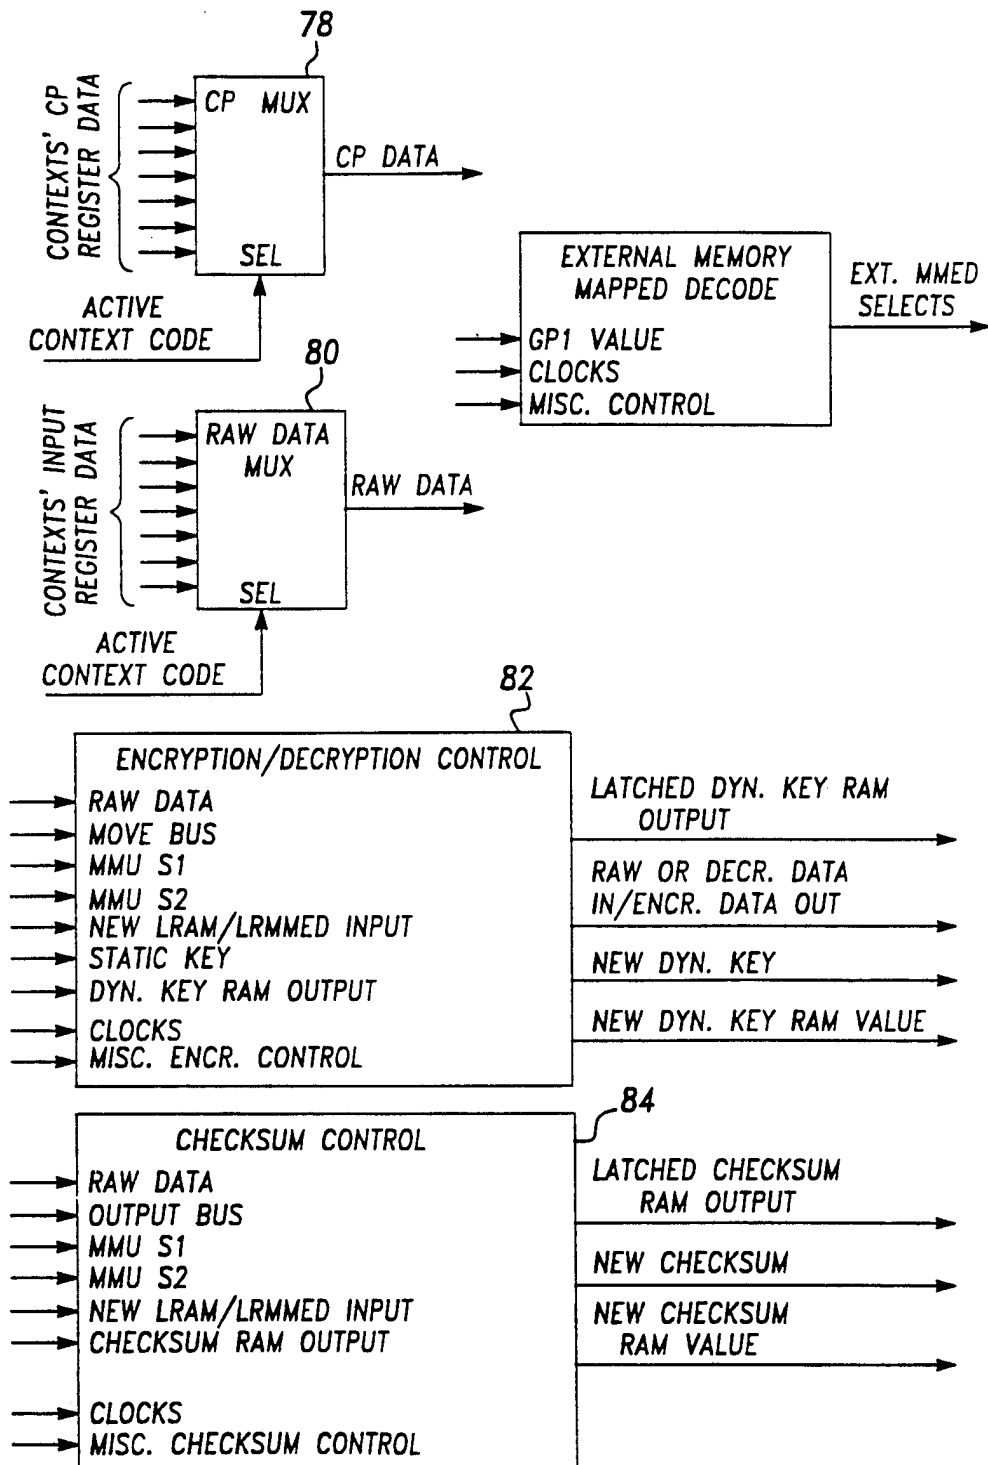 78
CONTEXTS' CP
REGISTER DATA
CP MUX
SEL
CP DATA
ACTIVE
CONTEXT CODE
EXTERNAL MEMORY
MAPPED DECODE
GP1 VALUE
CLOCKS
MISC. CONTROL
EXT. MMED
SELECTS
80
CONTEXTS' INPUT
REGISTER DATA
RAW DATA
MUX
SEL
RAW DATA
ACTIVE
CONTEXT CODE
82
ENCRYPTION/DECRYPTION CONTROL
RAW DATA
MOVE BUS
MMU S1
MMU S2
NEW LRAM/LRMMED INPUT
STATIC KEY
DYN. KEY RAM OUTPUT
CLOCKS
MISC. ENCR. CONTROL
LATCHED DYN. KEY RAM
OUTPUT
RAW OR DECR. DATA
IN/ENCR. DATA OUT
NEW DYN. KEY
NEW DYN. KEY RAM VALUE
84
CHECKSUM CONTROL
RAW DATA
OUTPUT BUS
MMU S1
MMU S2
NEW LRAM/LRMMED INPUT
CHECKSUM RAM OUTPUT
CLOCKS
MISC. CHECKSUM CONTROL
LATCHED CHECKSUM
RAM OUTPUT
NEW CHECKSUM
NEW CHECKSUM
RAM VALUE